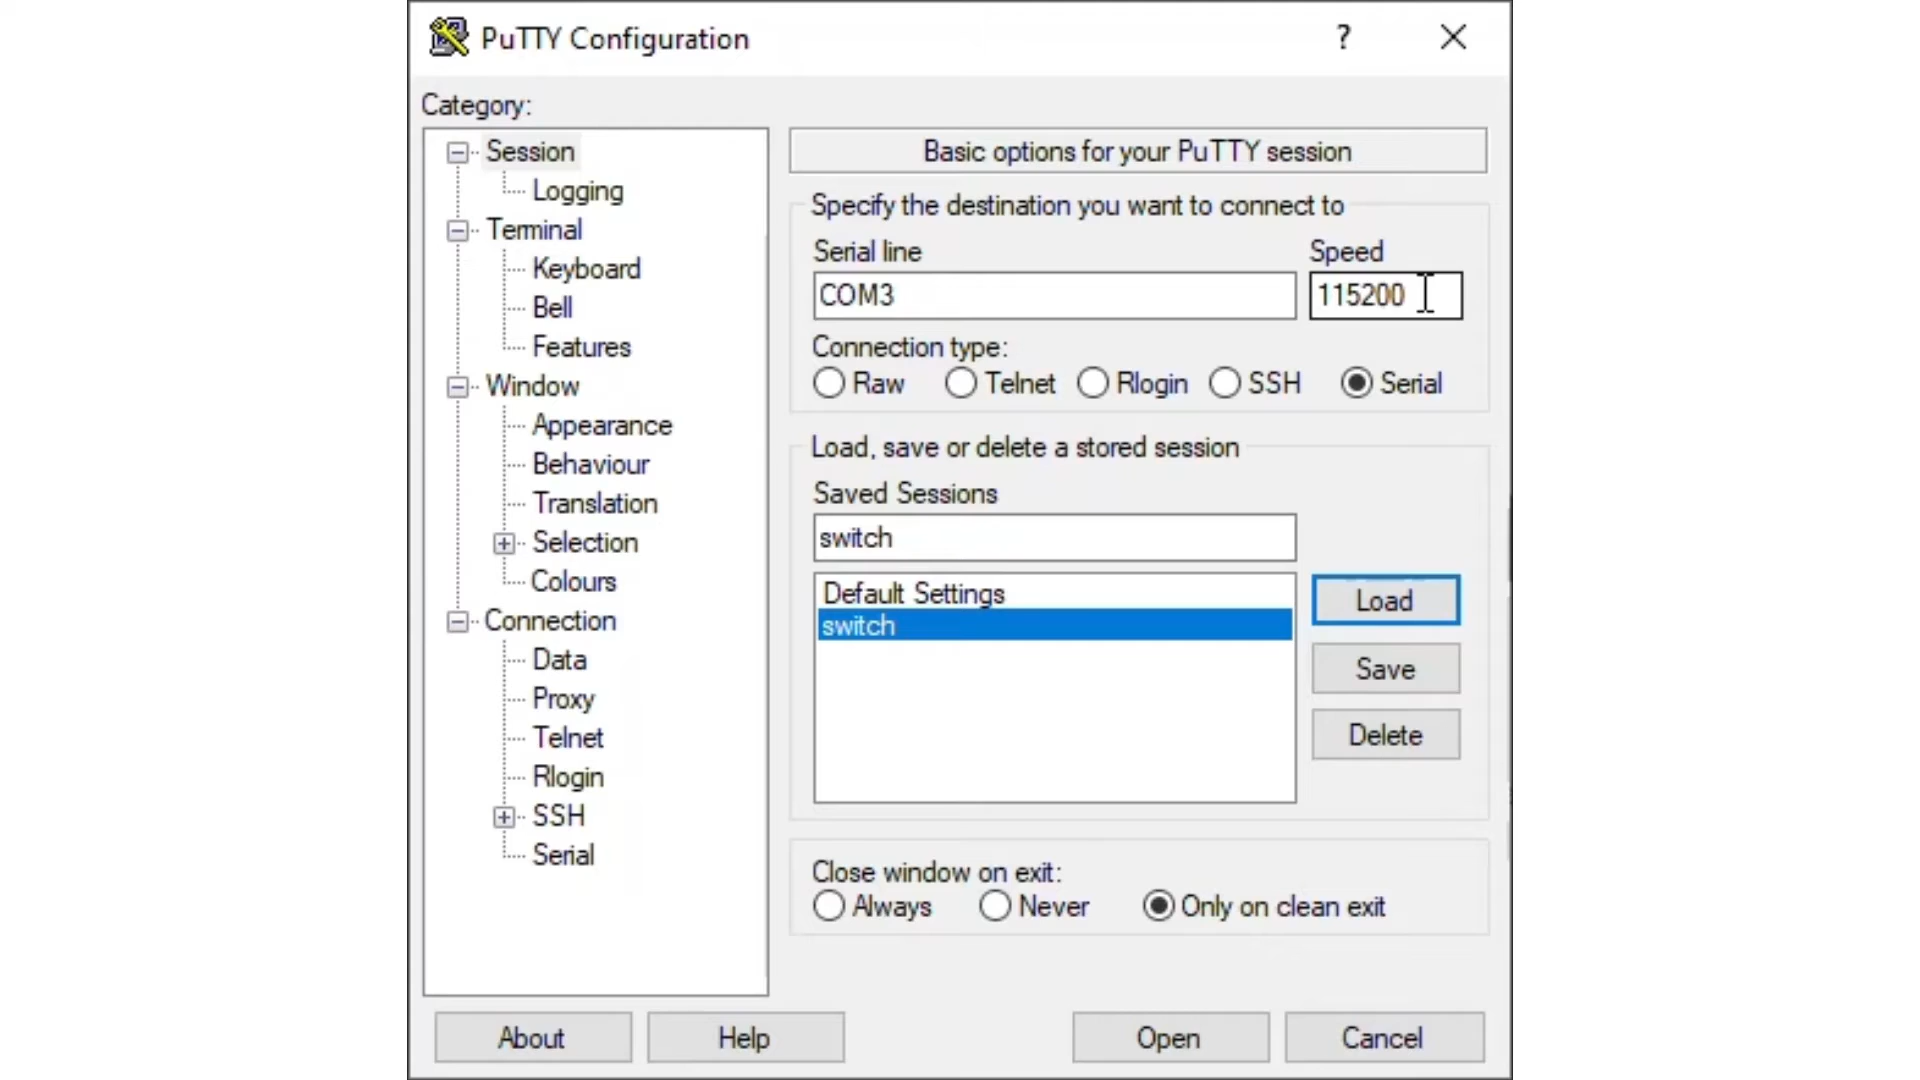 PuTTY Configuration
?
Category:
Session
Logging
Terminal
Keyboard
Bell
Features
Window
Appearance
Behaviour
Translation
Selection
Colours
Connection
Data
Proxy
Telnet
Rlogin
SSH
Serial
Basic options for your PuTTY session
Specify the destination you want to connect to
Serial line Speed
COM3 115200
Connection type:
Raw Telnet Rlogin SSH Serial
Load, save or delete a stored session
Saved Sessions
switch
Default Settings
switch
Load
Save
Delete
Close window on exit:
Always Never Only on clean exit
About Help Open Cancel